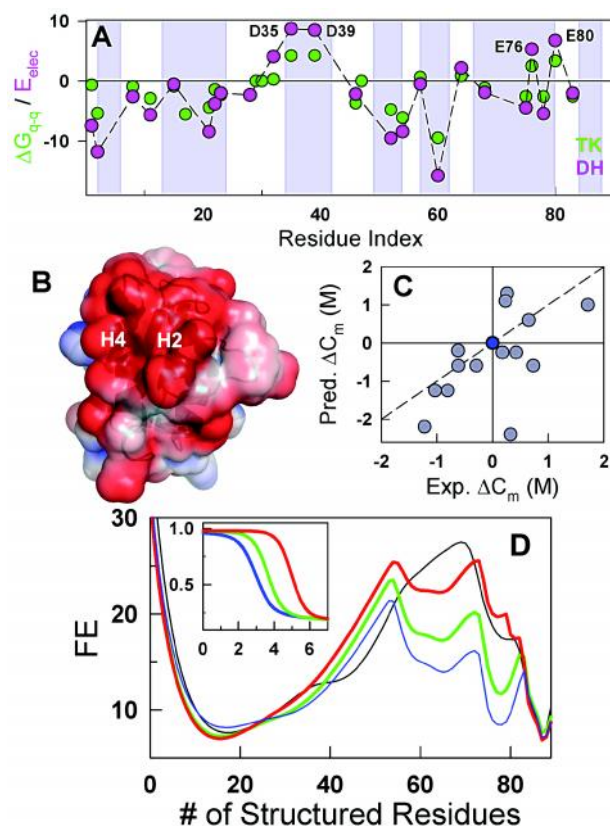 A
D35
D39
E76
E80
10
0
-10
ΔG_q-q / E_elec
TK
DH
20
40
60
80
Residue Index
B
H4
H2
C
2
1
0
-1
-2
Pred. ΔC_m (M)
-2
-1
0
1
2
Exp. ΔC_m (M)
D
30
20
10
FE
1.0
0.5
0
2
4
6
0
20
40
60
80
# of Structured Residues